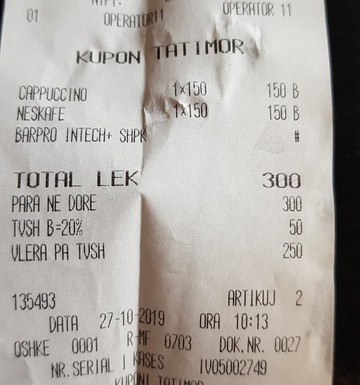 NIPT:
01 OPERATOR11 OPERATOR 11
KUPON TATIMOR
CAPPUCCINO 1x150 150 B
NESKAFE 1x150 150 B
BARPRO INTECH+ SHPK #
TOTAL LEK 300
PARA NE DORE 300
TVSH B=20% 50
VLERA PA TVSH 250
135493 ARTIKUJ 2
DATA 27-10-2019 ORA 10:13
OSHKE 0001 R-MF 0703 DOK.NR. 0027
NR.SERIAL I KASES IV05002749
KUPONI TATIMOR